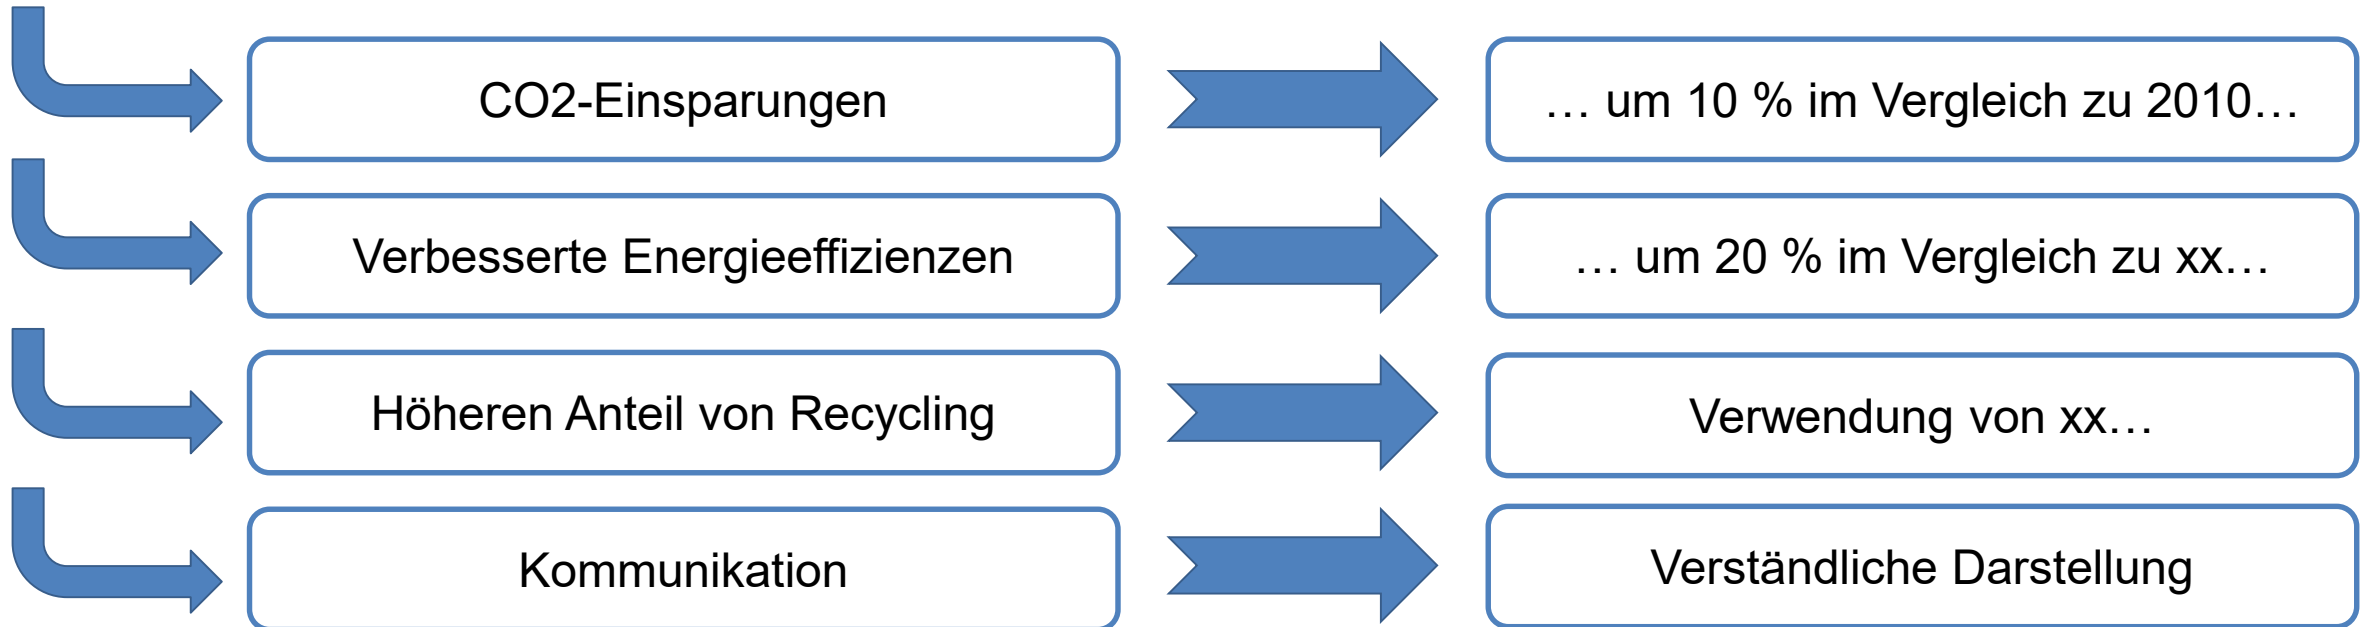 CO2-Einsparungen
… um 10 % im Vergleich zu 2010…
Verbesserte Energieeffizienzen
… um 20 % im Vergleich zu xx…
Höheren Anteil von Recycling
Verwendung von xx…
Kommunikation
Verständliche Darstellung